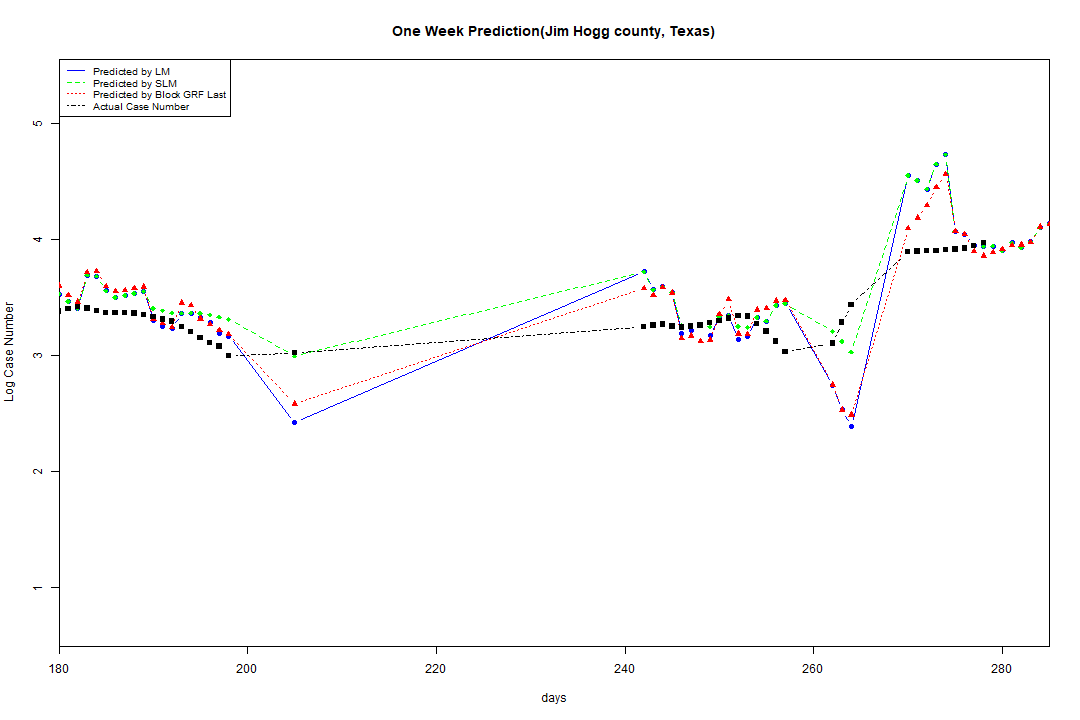 One Week Prediction(Jim Hogg county, Texas)
Predicted by LM
Predicted by SLM
Predicted by Block GRF Last
Actual Case Number
5
4
3
2
1
Log Case Number
180 200 220 240 260 280
days